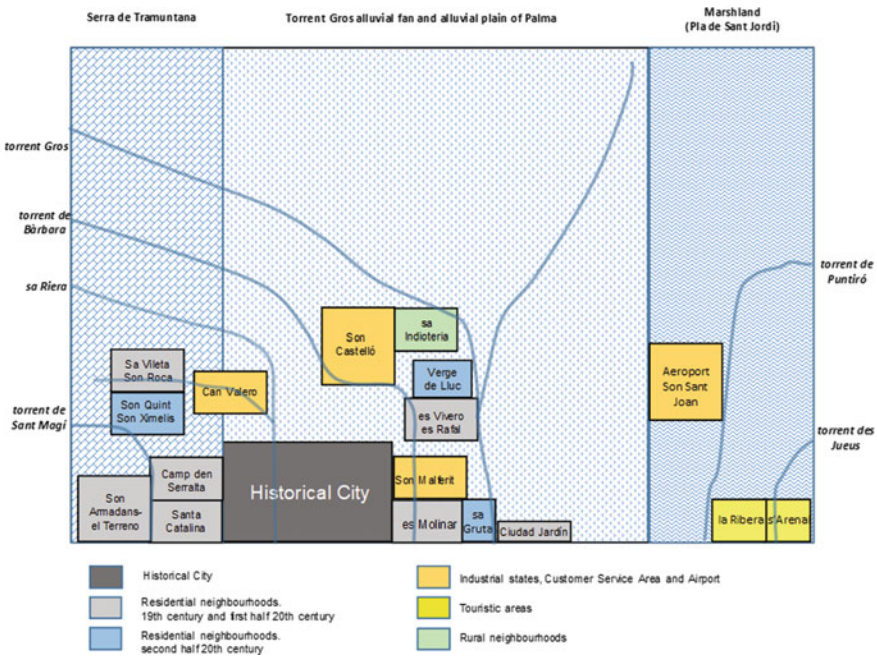 Serra de Tramuntana
Torrent Gros alluvial fan and alluvial plain of Palma
Marshland
(Pla de Sant Jordi)
torrent Gros
torrent de
Bàrbara
sa Riera
torrent de
Sant Magí
torrent de
Puntiró
torrent des
Jueus
Son
Castelló
sa
Indioteria
Verge
de Lluc
es Vivero
es Rafal
Sa Vileta
Son Roca
Son Quint
Son Ximelis
Can Valero
Aeroport
Son Sant
Joan
Camp den
Serralta
Santa
Catalina
Son
Armadans-
el Terreno
Historical City
Son Malferit
es Molinar
sa
Gruta
Ciudad Jardín
la Ribera
s'Arenal
Historical City
Residential neighbourhoods.
19th century and first half 20th century
Residential neighbourhoods.
second half 20th century
Industrial states, Customer Service Area and Airport
Touristic areas
Rural neighbourhoods